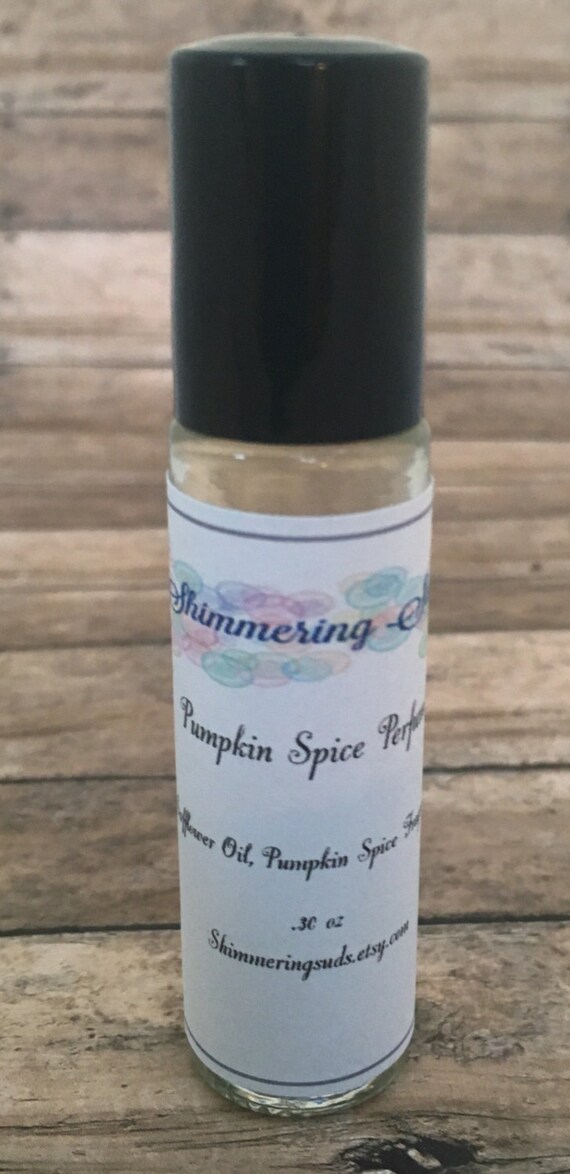 Shimmering
Pumpkin Spice
Oil, Pumpkin Spice
.30 oz
Shimmeringsuds.etsy.com